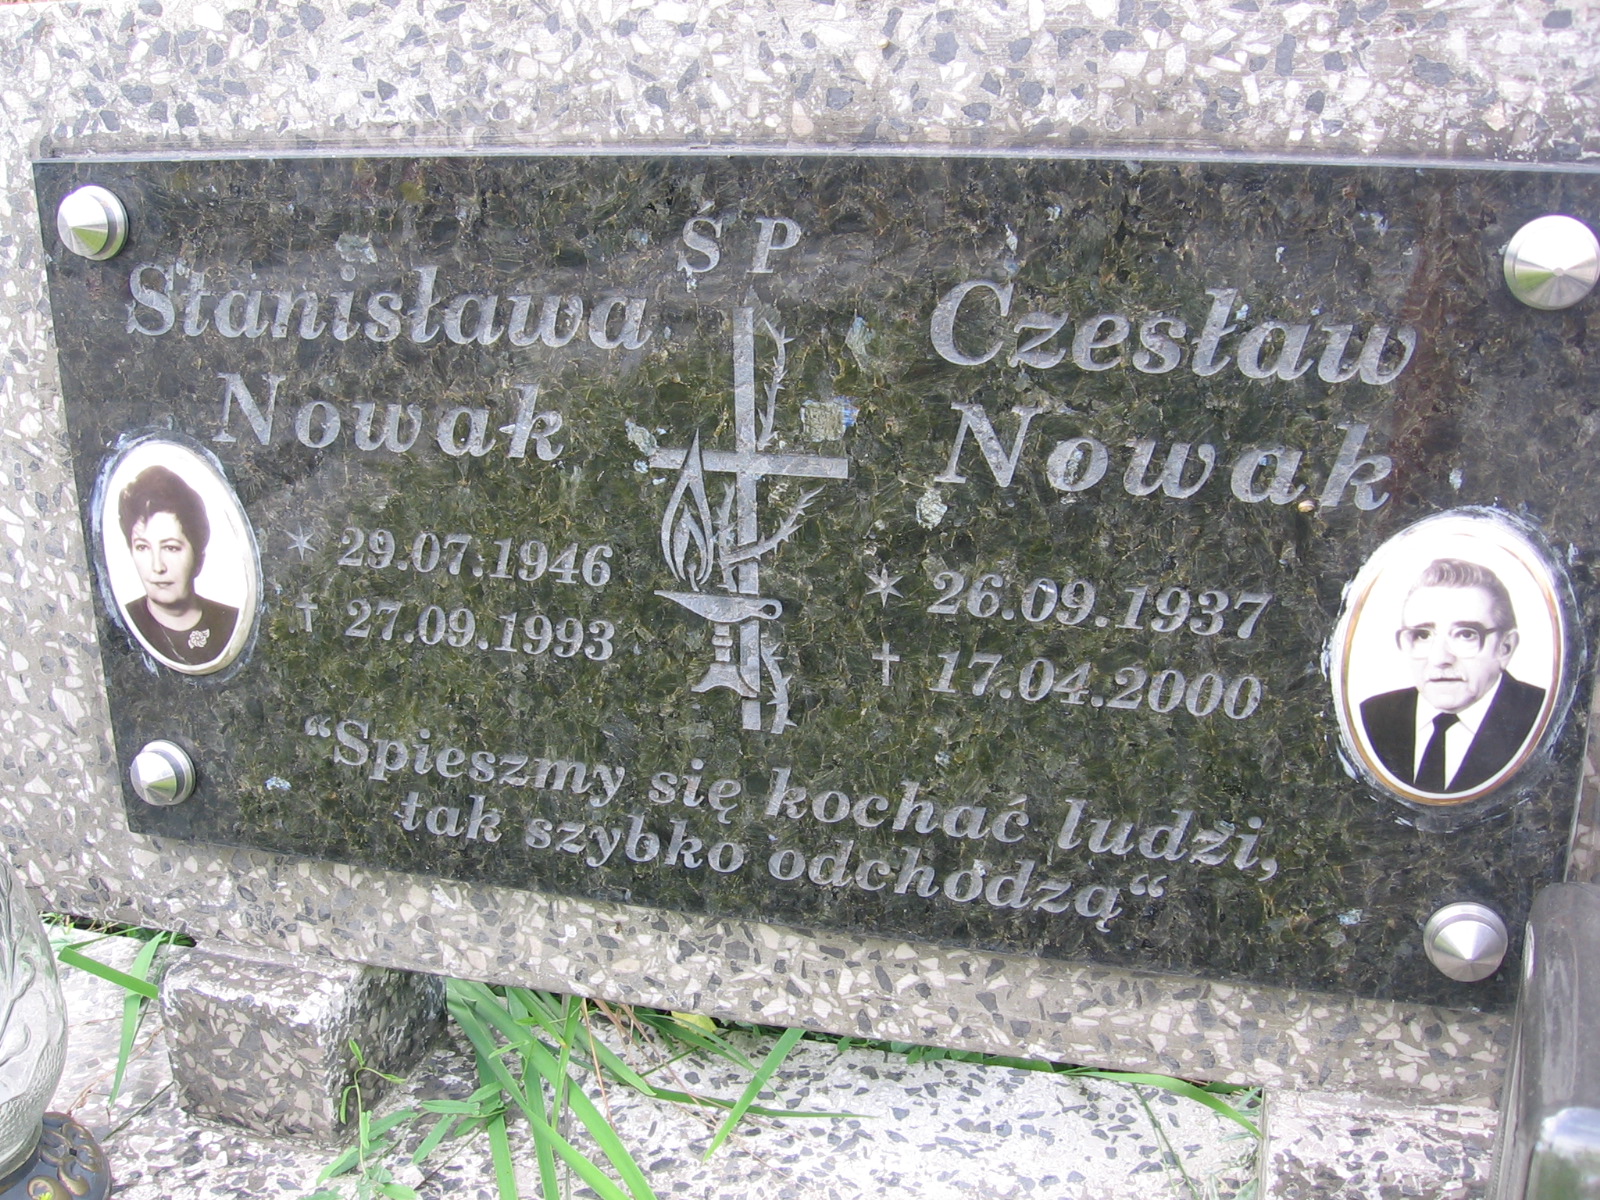 Ś P
Stanisława
Nowak
* 29.07.1946
† 27.09.1993
Czesław
Nowak
* 26.09.1937
† 17.04.2000
“Spieszmy się kochać ludzi,
tak szybko odchodzą“